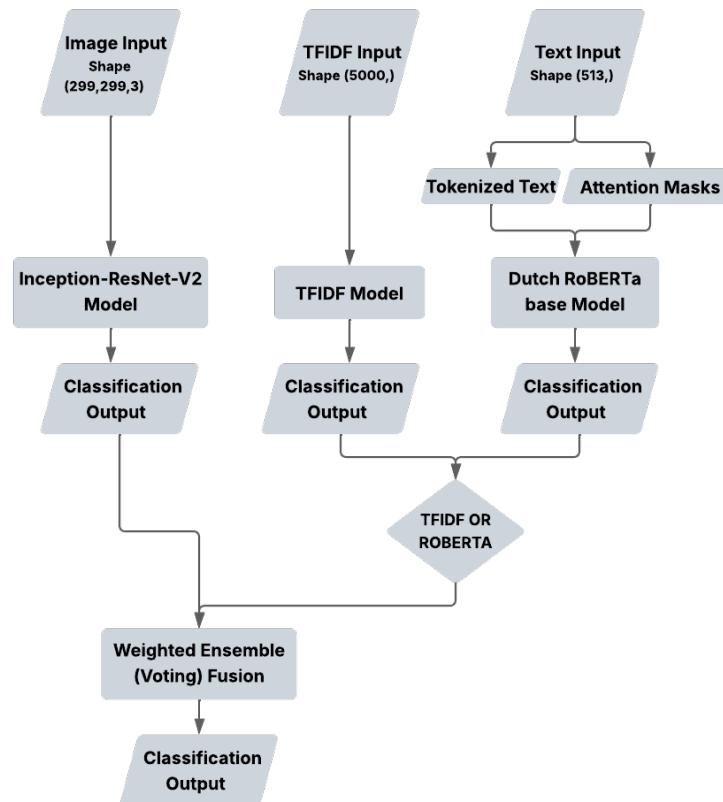 Image Input
Shape
(299,299,3)
TFIDF Input
Shape (5000,)
Text Input
Shape (513,)
Tokenized Text
Attention Masks
Inception-ResNet-V2
Model
TFIDF Model
Dutch RoBERTa
base Model
Classification
Output
Classification
Output
Classification
Output
TFIDF OR
ROBERTA
Weighted Ensemble
(Voting) Fusion
Classification
Output